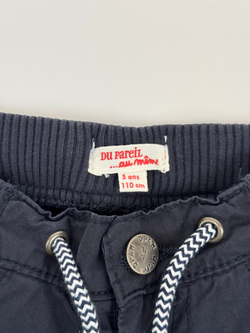 DU PAREIL
...au même
5 ans
110 cm